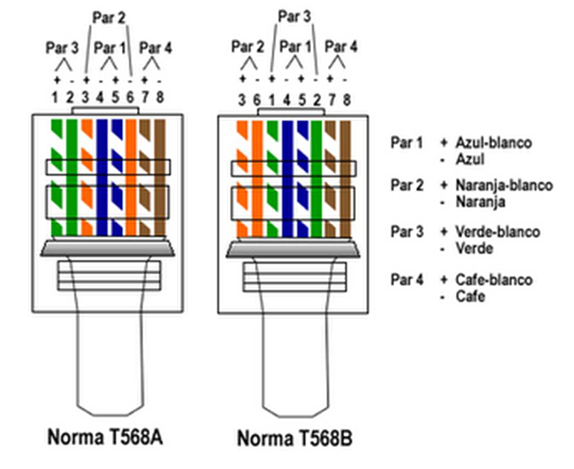 Par 2
Par 3 Par 1 Par 4
+ - + - + - + -
1 2 3 4 5 6 7 8
Norma T568A
Par 3
Par 2 Par 1 Par 4
+ - + - + - + -
3 6 1 4 5 2 7 8
Norma T568B
Par 1 + Azul-blanco
- Azul
Par 2 + Naranja-blanco
- Naranja
Par 3 + Verde-blanco
- Verde
Par 4 + Cafe-blanco
- Cafe